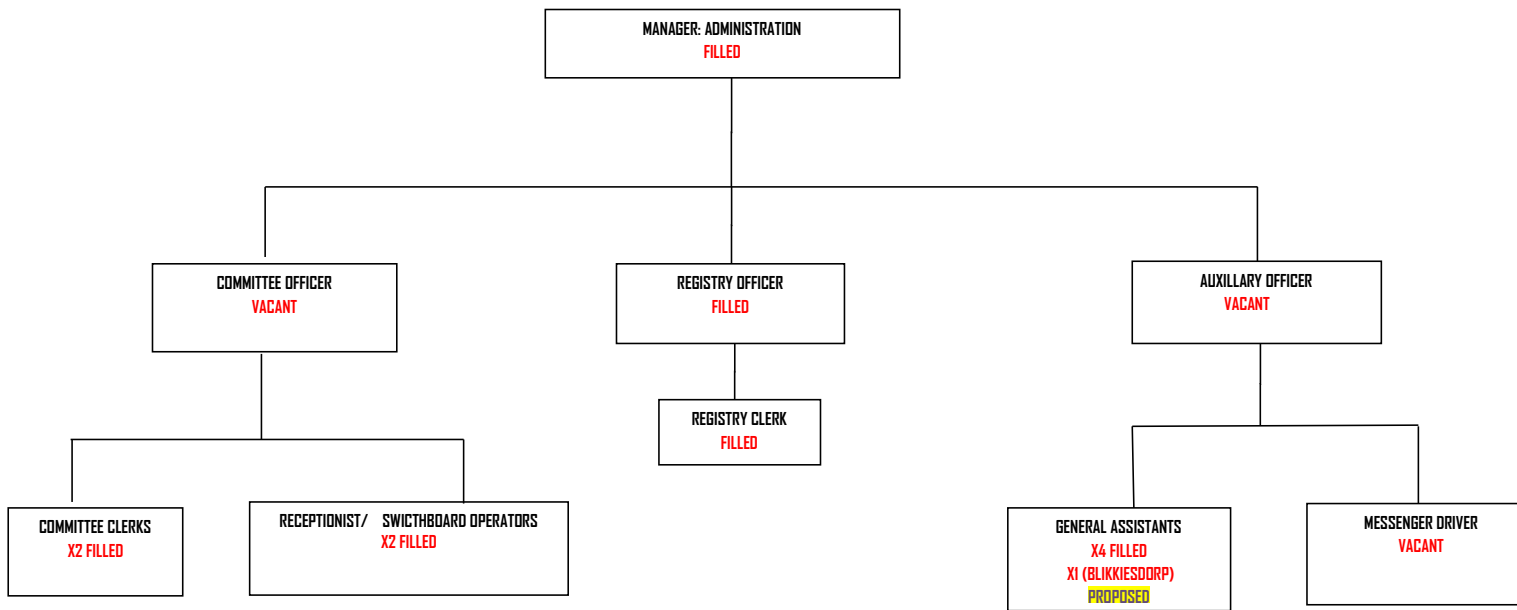 MANAGER: ADMINISTRATION
FILLED
COMMITTEE OFFICER
VACANT
REGISTRY OFFICER
FILLED
AUXILLARY OFFICER
VACANT
REGISTRY CLERK
FILLED
COMMITTEE CLERKS
X2 FILLED
RECEPTIONIST/ SWICTHBOARD OPERATORS
X2 FILLED
GENERAL ASSISTANTS
X4 FILLED
X1 (BLIKKIESDORP)
PROPOSED
MESSENGER DRIVER
VACANT